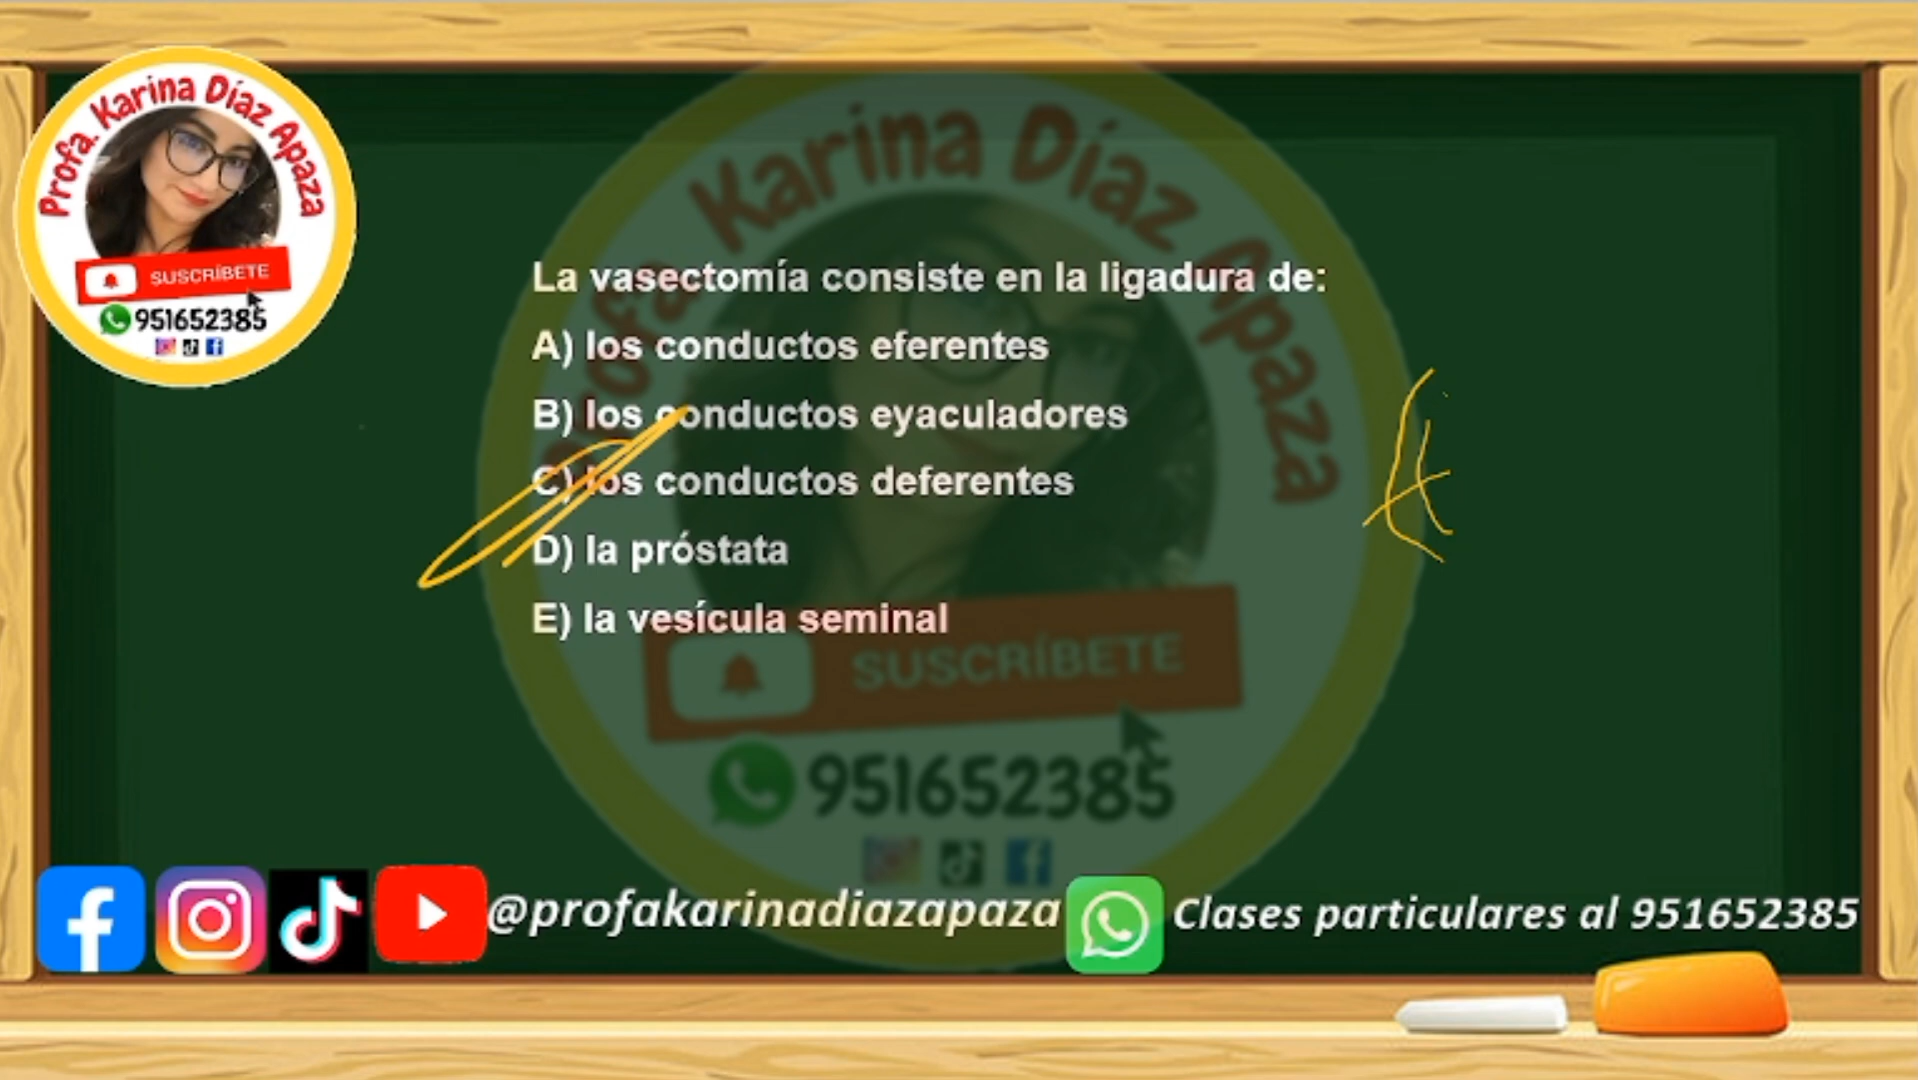 Profa. Karina Díaz Apaza
SUSCRÍBETE
951652385
La vasectomía consiste en la ligadura de:
A) los conductos eferentes
B) los conductos eyaculadores
C) los conductos deferentes
D) la próstata
E) la vesícula seminal
Profa Karina Díaz Apaza
SUSCRÍBETE
951652385
@profakarinadiazapaza Clases particulares al 951652385